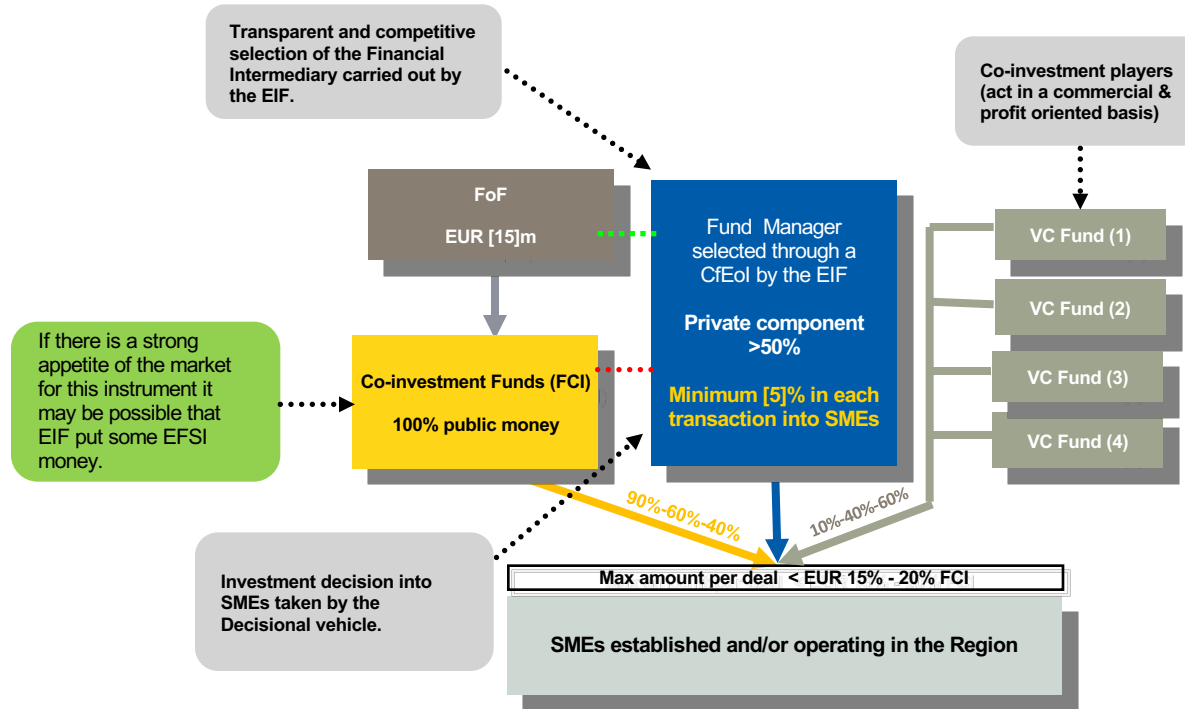 Transparent and competitive
selection of the Financial
Intermediary carried out by
the EIF.
Co-investment players
(act in a commercial &
profit oriented basis)
FoF
EUR [15]m
Fund Manager
selected through a
CfEoI by the EIF
Private component
>50%
Minimum [5]% in each
transaction into SMEs
VC Fund (1)
VC Fund (2)
VC Fund (3)
VC Fund (4)
If there is a strong
appetite of the market
for this instrument it
may be possible that
EIF put some EFSI
money.
Co-investment Funds (FCI)
100% public money
90%-60%-40%
10%-40%-60%
Investment decision into
SMEs taken by the
Decisional vehicle.
Max amount per deal < EUR 15% - 20% FCI
SMEs established and/or operating in the Region